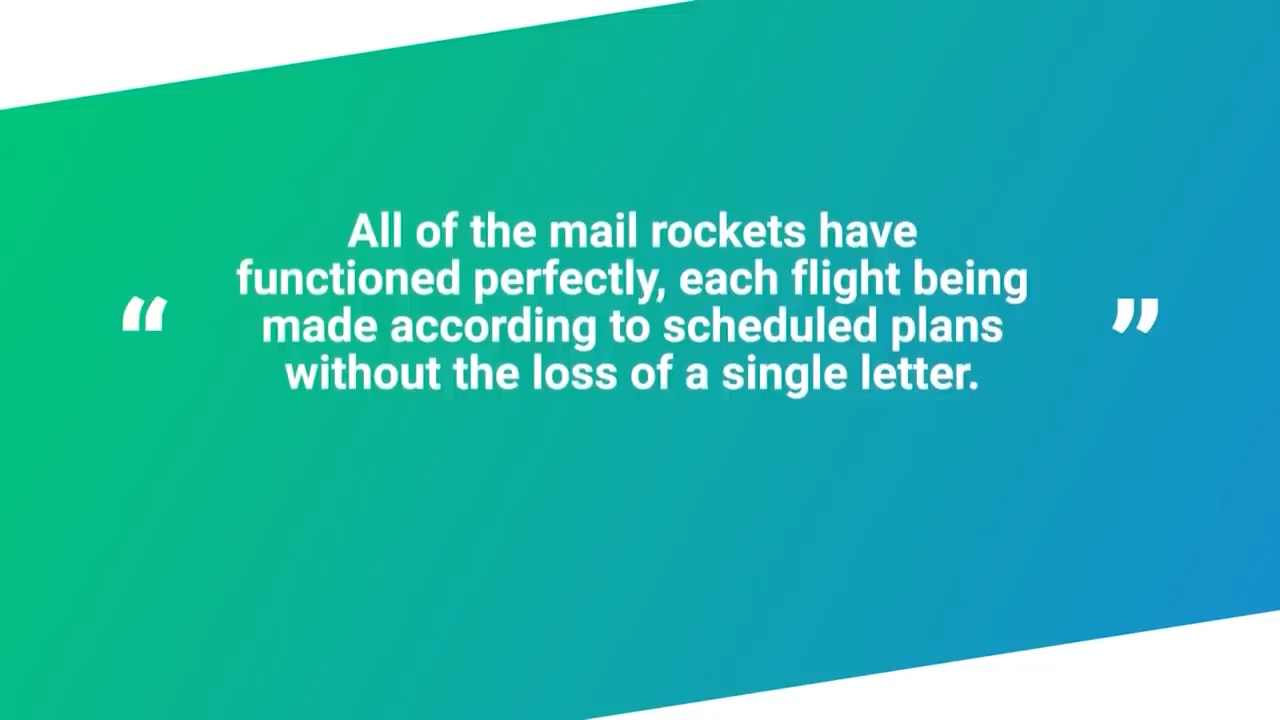 All of the mail rockets have
“ functioned perfectly, each flight being ”
made according to scheduled plans
without the loss of a single letter.